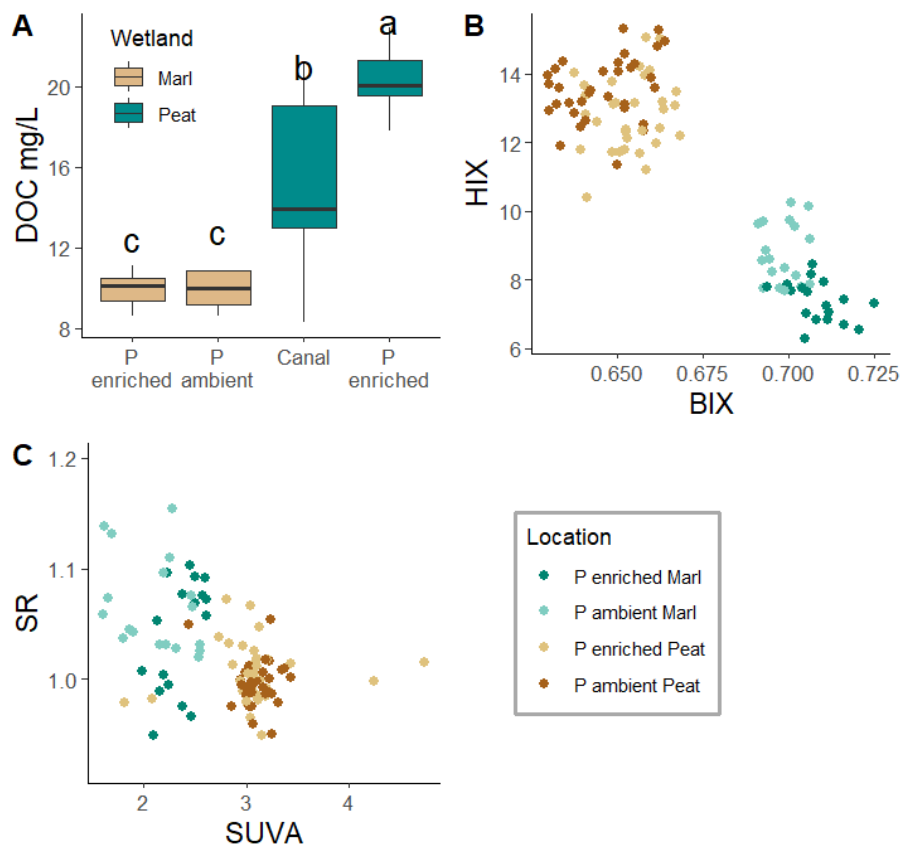 A
Wetland
Marl
Peat
DOC mg/L
20
16
12
8
c
c
b
a
P
enriched
P
ambient
Canal
P
enriched
B
HIX
14
12
10
8
6
0.650
0.675
0.700
0.725
BIX
C
SR
1.2
1.1
1.0
2
3
4
SUVA
Location
P enriched Marl
P ambient Marl
P enriched Peat
P ambient Peat